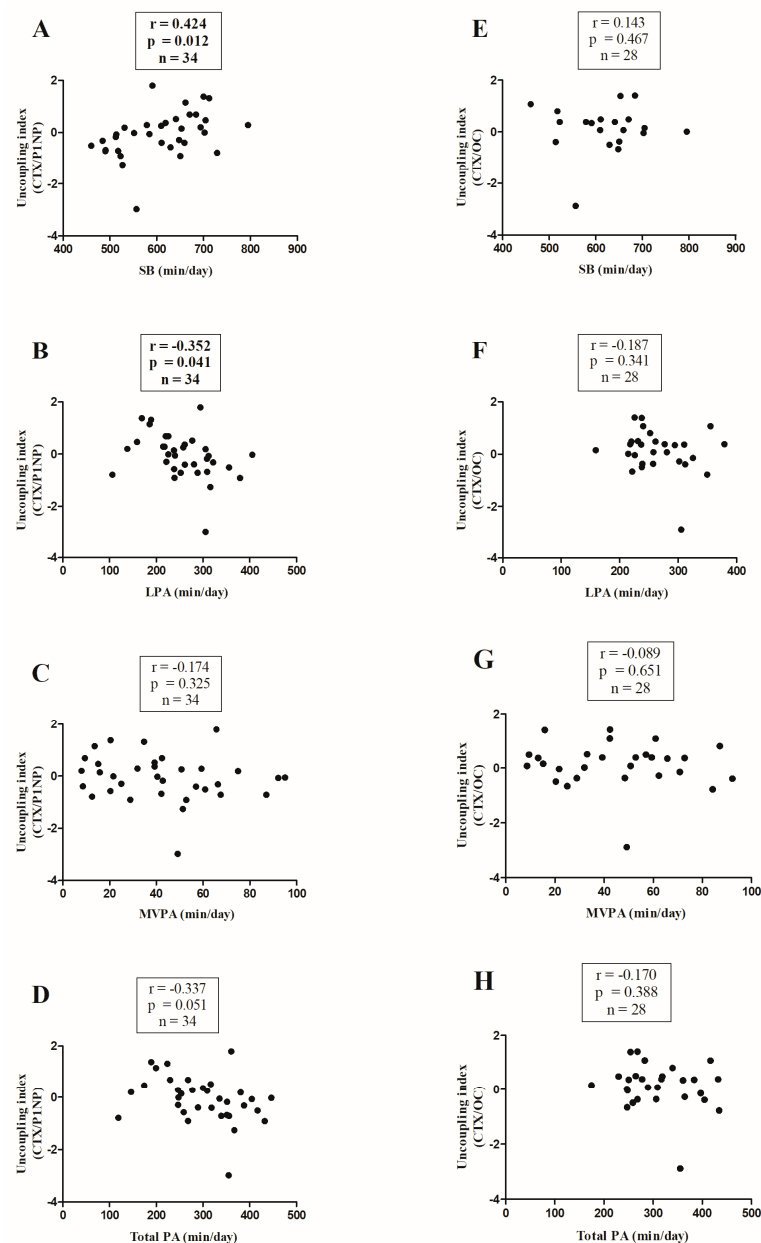 A
r = 0.424
p = 0.012
n = 34
Uncoupling index
(CTX/P1NP)
2
0
-2
-4
400 500 600 700 800 900
SB (min/day)
E
r = 0.143
p = 0.467
n = 28
Uncoupling index
(CTX/OC)
2
0
-2
-4
400 500 600 700 800 900
SB (min/day)
B
r = -0.352
p = 0.041
n = 34
Uncoupling index
(CTX/P1NP)
2
0
-2
-4
0 100 200 300 400 500
LPA (min/day)
F
r = -0.187
p = 0.341
n = 28
Uncoupling index
(CTX/OC)
2
0
-2
-4
0 100 200 300 400
LPA (min/day)
C
r = -0.174
p = 0.325
n = 34
Uncoupling index
(CTX/P1NP)
2
0
-2
-4
0 20 40 60 80 100
MVPA (min/day)
G
r = -0.089
p = 0.651
n = 28
Uncoupling index
(CTX/OC)
2
0
-2
-4
0 20 40 60 80 100
MVPA (min/day)
D
r = -0.337
p = 0.051
n = 34
Uncoupling index
(CTX/P1NP)
2
0
-2
-4
0 100 200 300 400 500
Total PA (min/day)
H
r = -0.170
p = 0.388
n = 28
Uncoupling index
(CTX/OC)
2
0
-2
-4
0 100 200 300 400 500
Total PA (min/day)